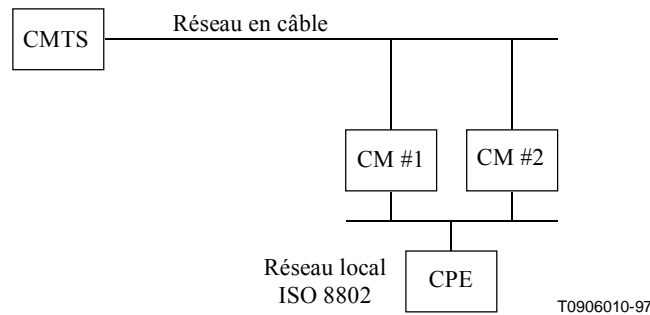 Réseau en câble
CMTS
CM #1
CM #2
Réseau local
ISO 8802
CPE
T0906010-97